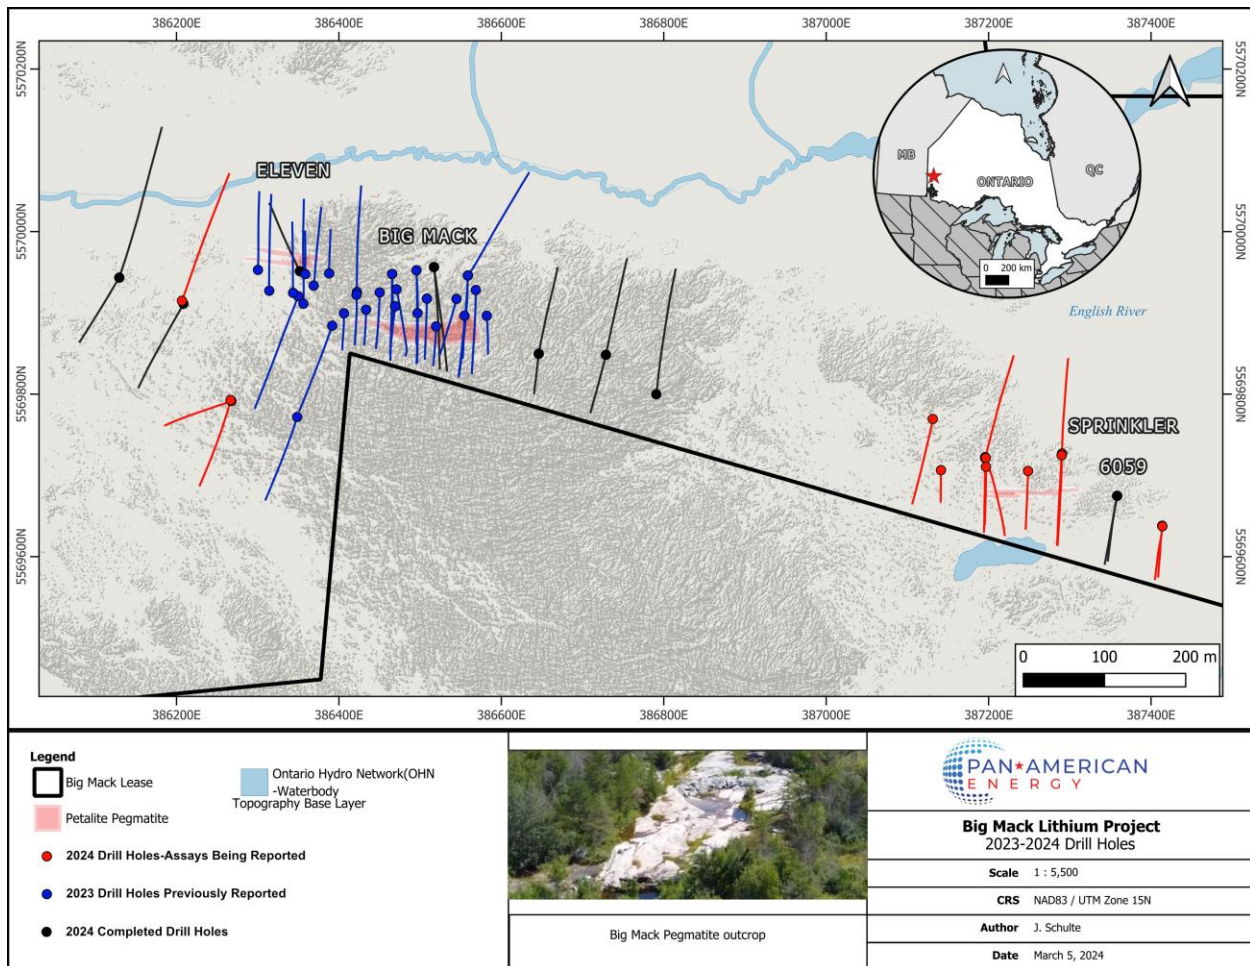 386200E 386400E 386600E 386800E 387000E 387200E 387400E
5570200N
5570200N
MB
QC
ONTARIO
0 200 km
ELEVEN
BIG MACK
5570000N
5570000N
English River
5569800N
5569800N
SPRINKLER
6059
5569600N
5569600N
0 100 200 m
386200E 386400E 386600E 386800E 387000E 387200E 387400E
Legend
Big Mack Lease
Petalite Pegmatite
2024 Drill Holes-Assays Being Reported
2023 Drill Holes Previously Reported
2024 Completed Drill Holes
Ontario Hydro Network(OHN
-Waterbody
Topography Base Layer
Big Mack Pegmatite outcrop
PAN★AMERICAN
ENERGY
Big Mack Lithium Project
2023-2024 Drill Holes
Scale 1 : 5,500
CRS NAD83 / UTM Zone 15N
Author J. Schulte
Date March 5, 2024